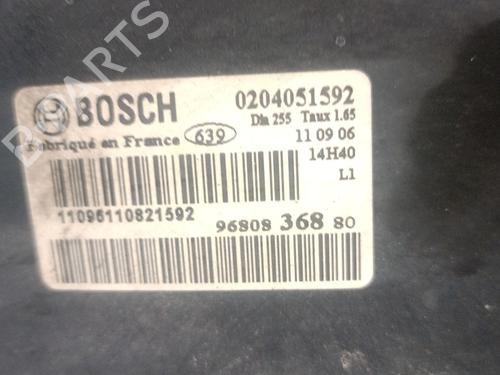 B-PARTS
BOSCH 0204051592
Dia 255 Taux 1.65
Fabriqué en France 639 11 09 06
14H40
L1
11096110821592
96808 368 80